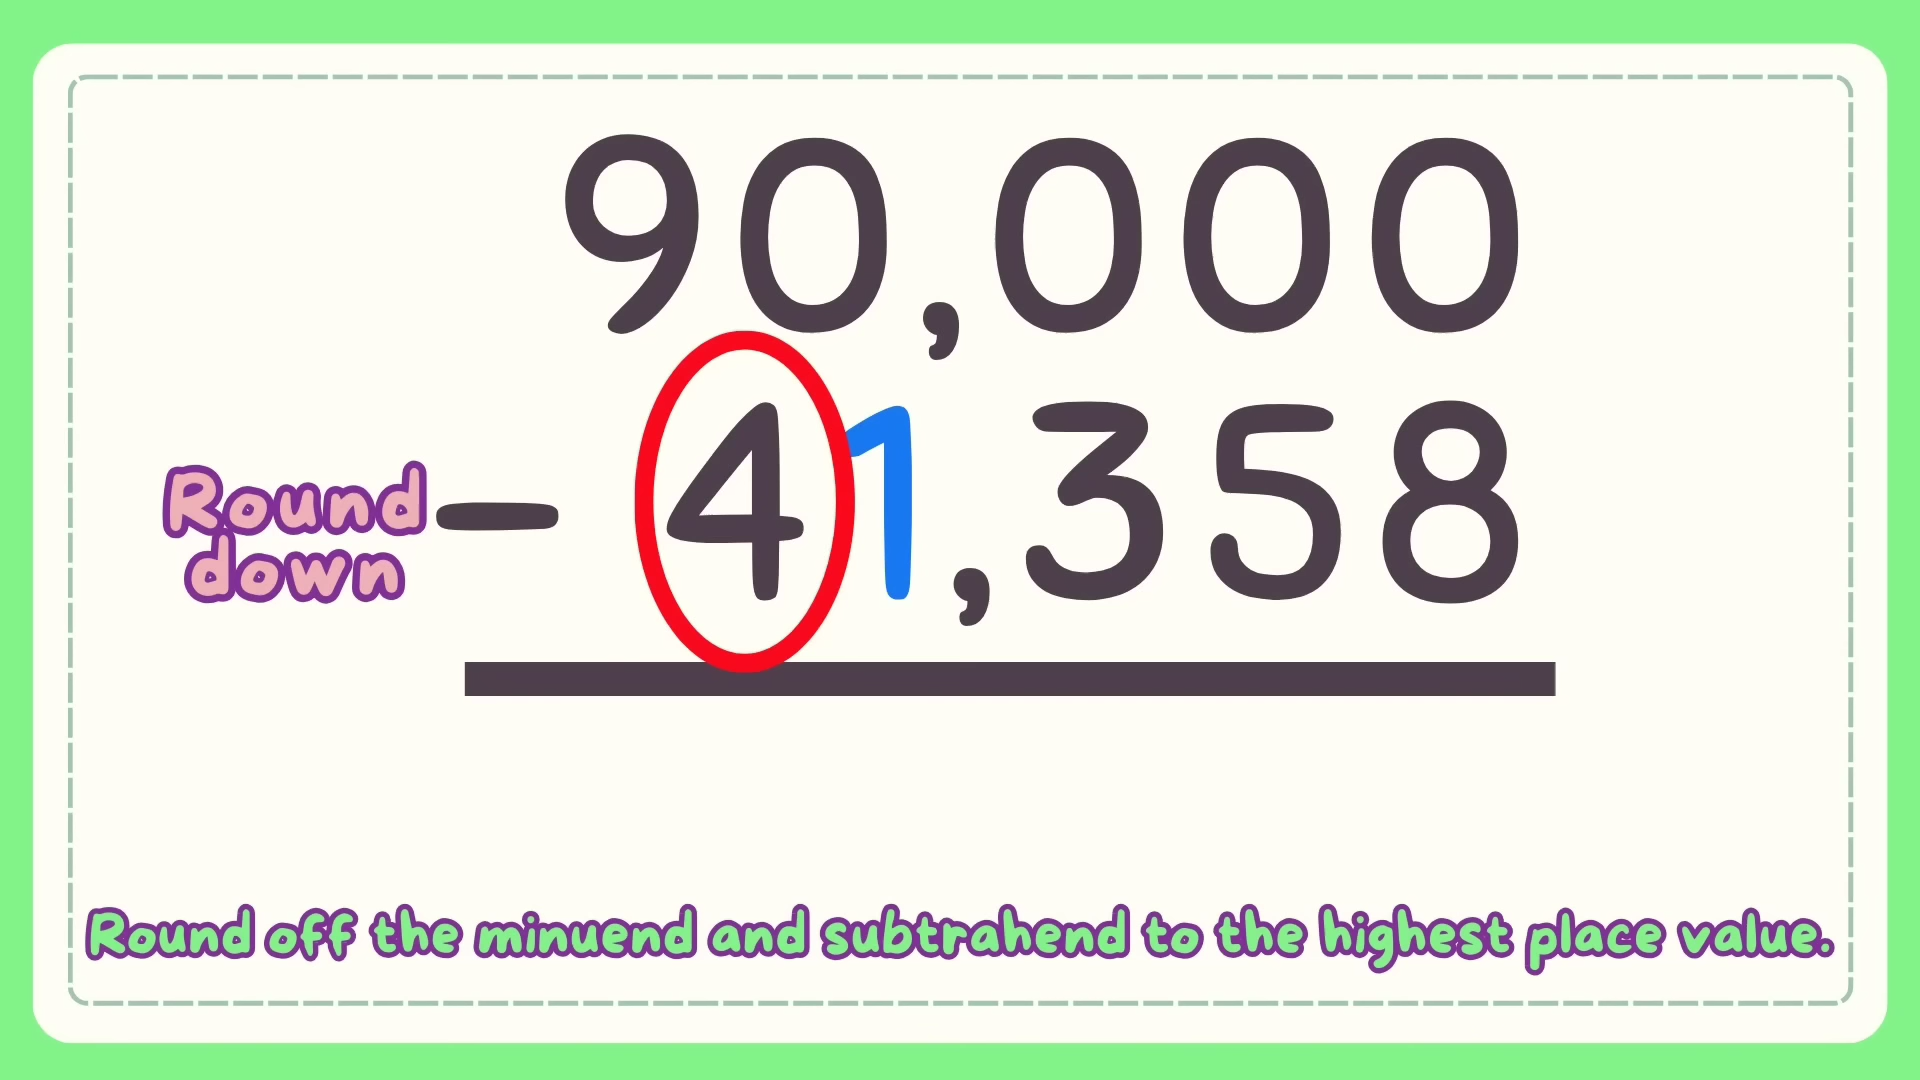 90,000
Round
down
- 41,358
Round off the minuend and subtrahend to the highest place value.